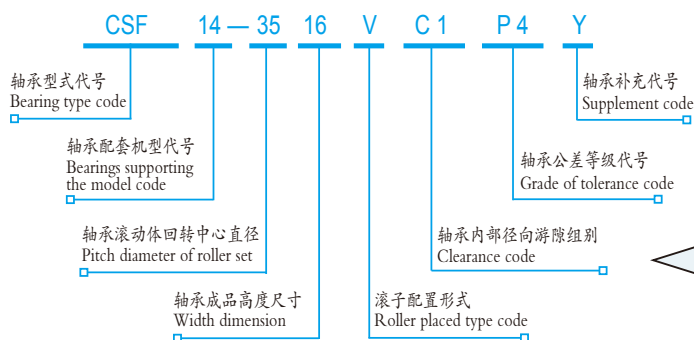 CSF 14 — 35 16 V C 1 P 4 Y
轴承型式代号
Bearing type code
轴承补充代号
Supplement code
轴承配套机型代号
Bearings supporting
the model code
轴承公差等级代号
Grade of tolerance code
轴承滚动体回转中心直径
Pitch diameter of roller set
轴承内部径向游隙组别
Clearance code
轴承成品高度尺寸
Width dimension
滚子配置形式
Roller placed type code